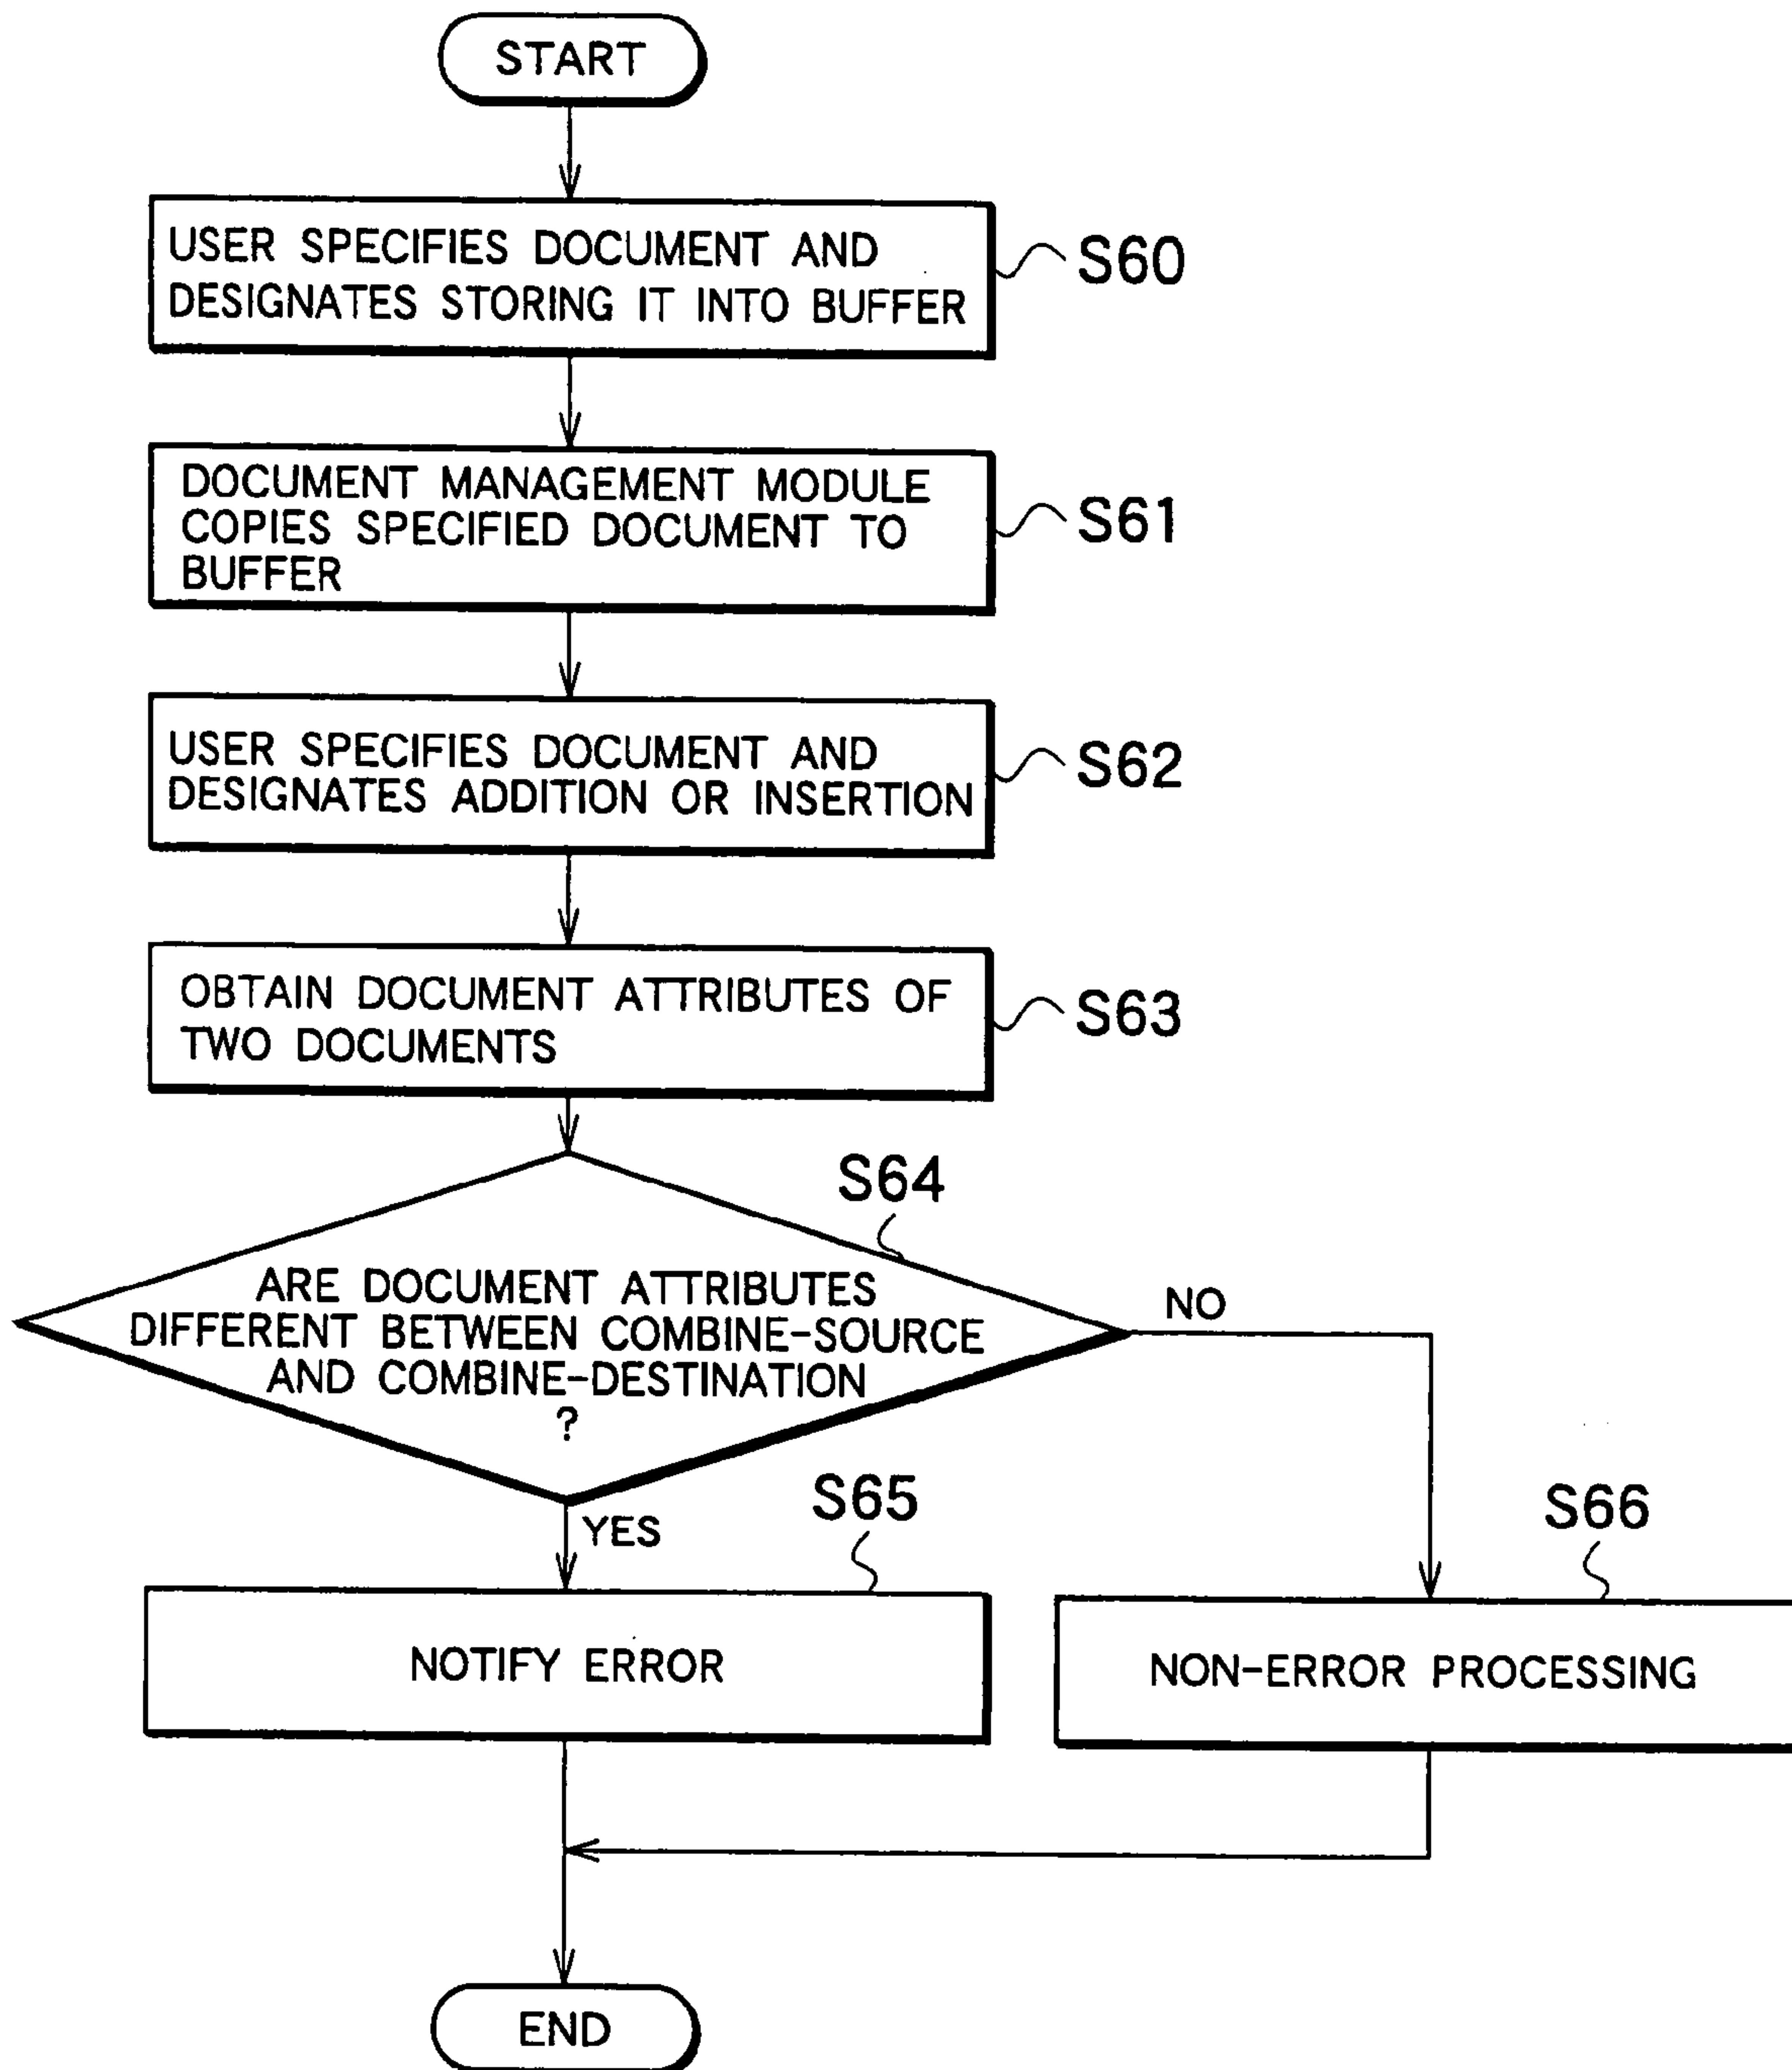 START
USER SPECIFIES DOCUMENT AND
DESIGNATES STORING IT INTO BUFFER
S60
DOCUMENT MANAGEMENT MODULE
COPIES SPECIFIED DOCUMENT TO
BUFFER
S61
USER SPECIFIES DOCUMENT AND
DESIGNATES ADDITION OR INSERTION
S62
OBTAIN DOCUMENT ATTRIBUTES OF
TWO DOCUMENTS
S63
S64
ARE DOCUMENT ATTRIBUTES
DIFFERENT BETWEEN COMBINE-SOURCE
AND COMBINE-DESTINATION
?
NO
YES
S65
NOTIFY ERROR
S66
NON-ERROR PROCESSING
END